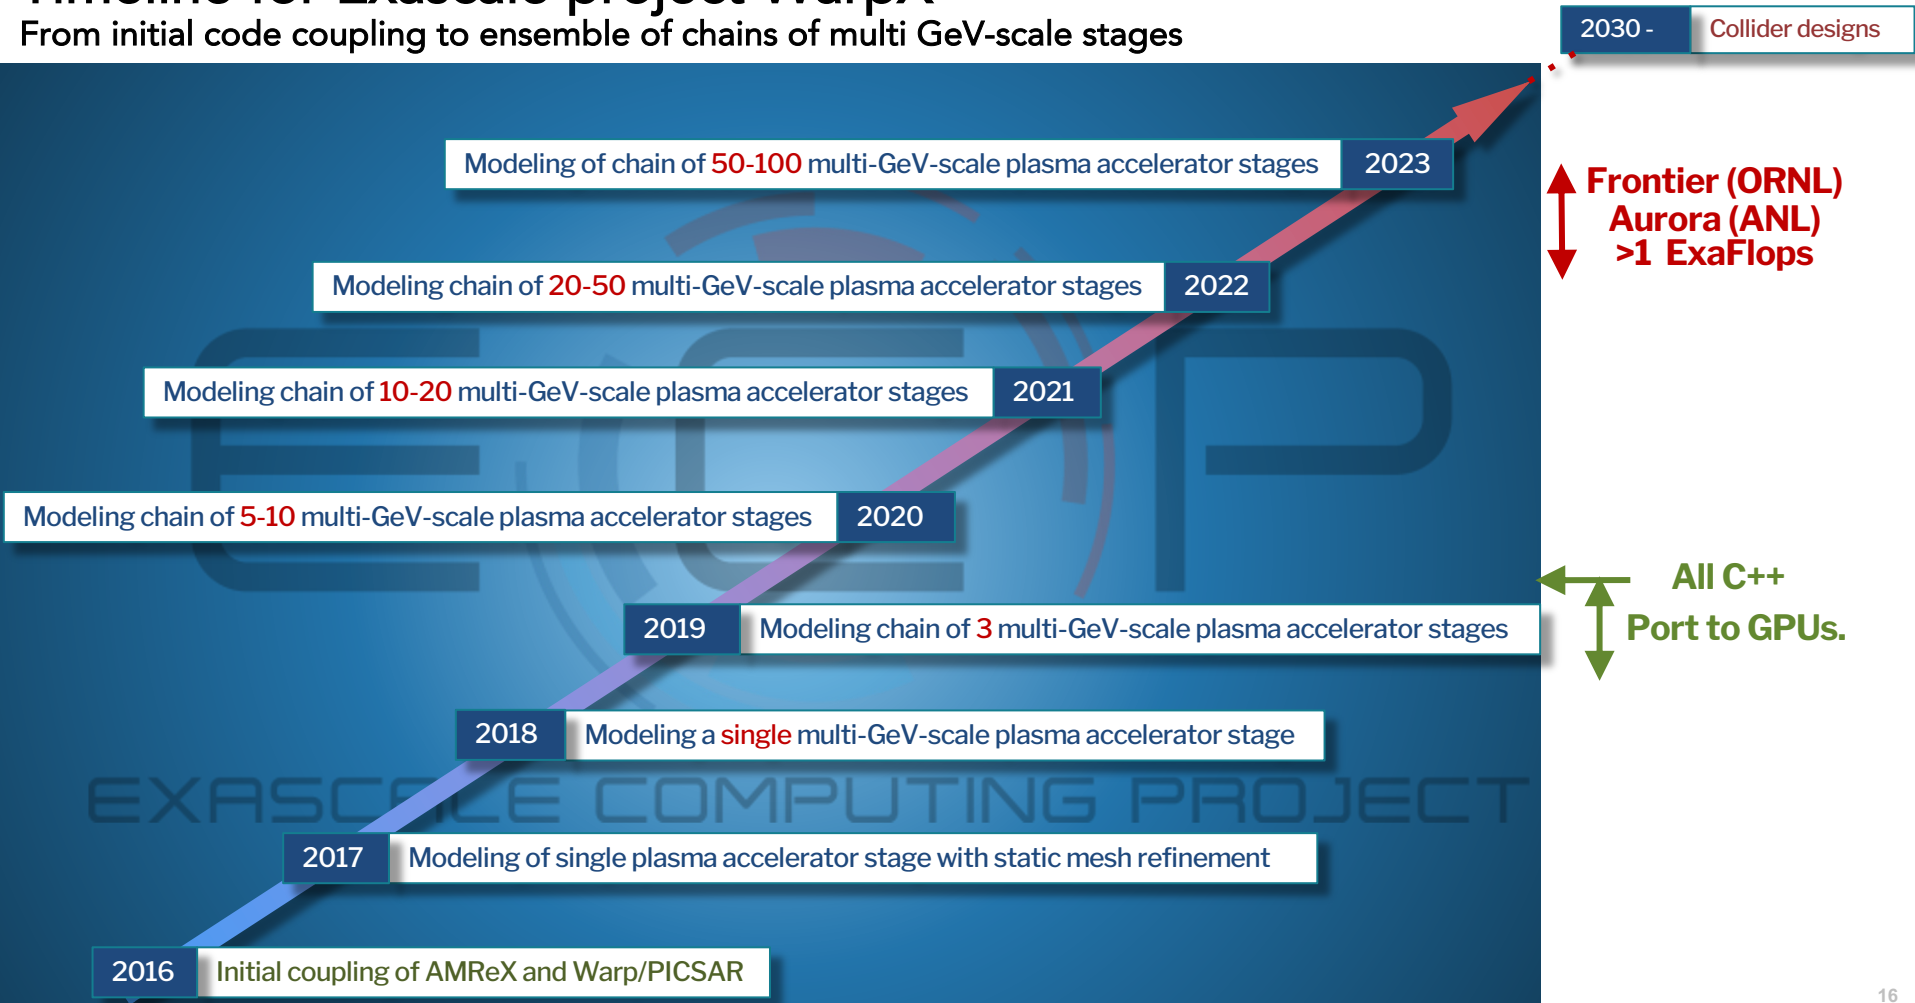 Timeline for Exascale project WarpX
From initial code coupling to ensemble of chains of multi GeV-scale stages
2030 - Collider designs
Modeling of chain of 50-100 multi-GeV-scale plasma accelerator stages 2023
Frontier (ORNL)
Aurora (ANL)
>1 ExaFlops
Modeling chain of 20-50 multi-GeV-scale plasma accelerator stages 2022
Modeling chain of 10-20 multi-GeV-scale plasma accelerator stages 2021
Modeling chain of 5-10 multi-GeV-scale plasma accelerator stages 2020
All C++
Port to GPUs.
2019 Modeling chain of 3 multi-GeV-scale plasma accelerator stages
2018 Modeling a single multi-GeV-scale plasma accelerator stage
ECP
EXASCALE COMPUTING PROJECT
2017 Modeling of single plasma accelerator stage with static mesh refinement
2016 Initial coupling of AMReX and Warp/PICSAR
16